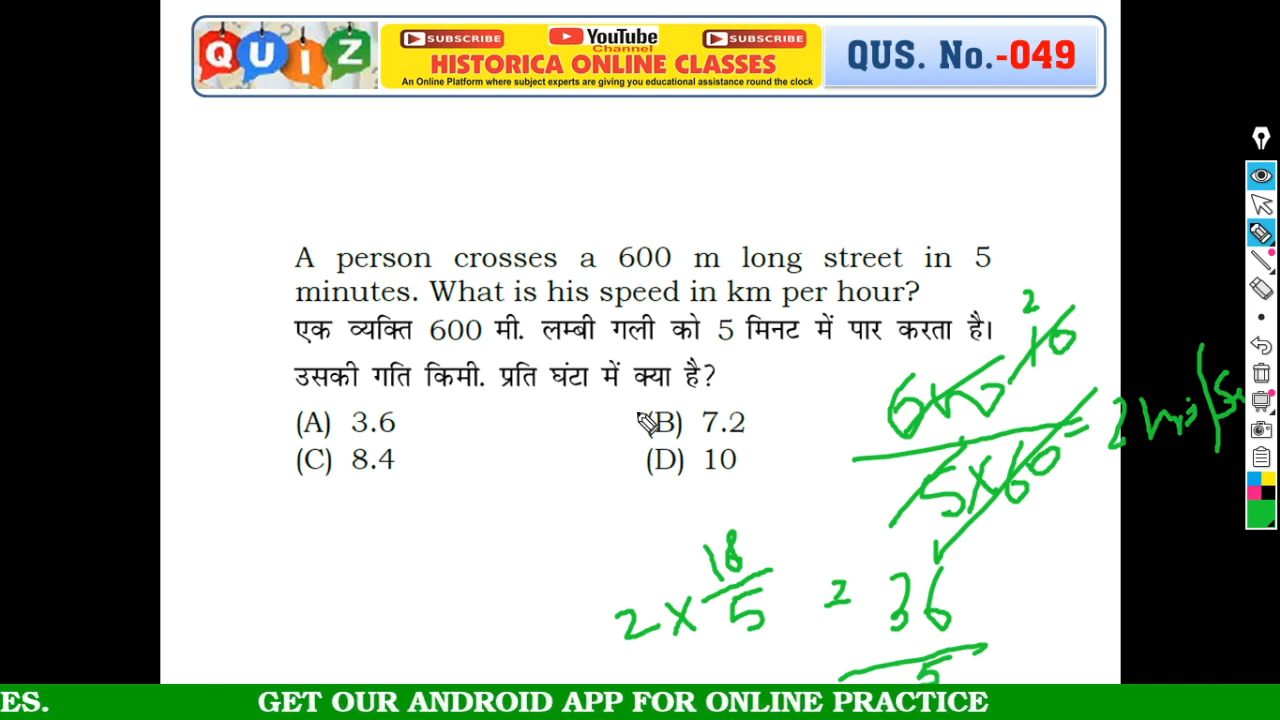 QUIZ
SUBSCRIBE YouTube SUBSCRIBE
Channel
HISTORICA ONLINE CLASSES
An Online Platform where subject experts are giving you educational assistance round the clock
QUS. No.-049
A person crosses a 600 m long street in 5
minutes. What is his speed in km per hour?
एक व्यक्ति 600 मी. लम्बी गली को 5 मिनट में पार करता है।
उसकी गति किमी. प्रति घंटा में क्या है?
(A) 3.6 B) 7.2
(C) 8.4 (D) 10
2
600
5×60 = 2
2 × 18/5 = 36/5
ES. GET OUR ANDROID APP FOR ONLINE PRACTICE